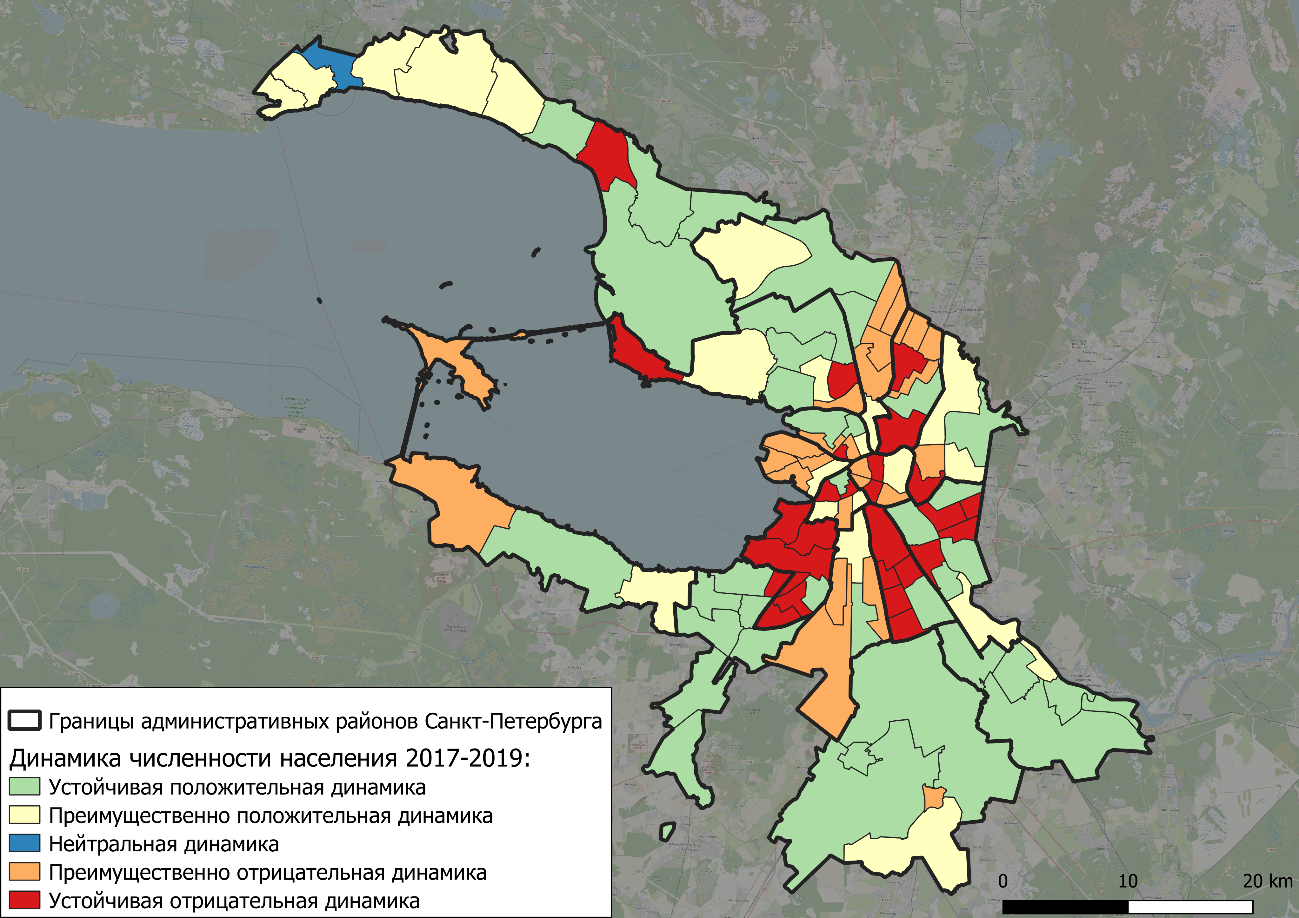 Границы административных районов Санкт-Петербурга
Динамика численности населения 2017-2019:
Устойчивая положительная динамика
Преимущественно положительная динамика
Нейтральная динамика
Преимущественно отрицательная динамика
Устойчивая отрицательная динамика
0 10 20 km